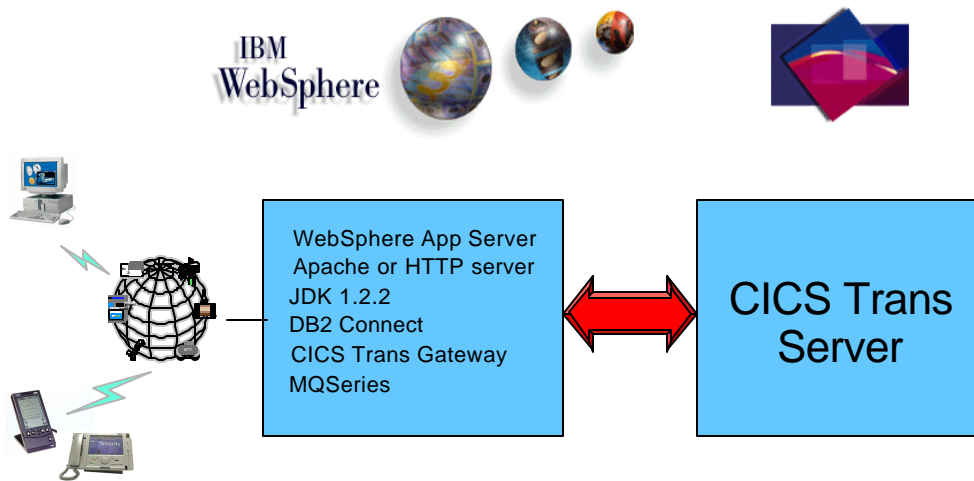 IBM
WebSphere
WebSphere App Server
Apache or HTTP server
JDK 1.2.2
DB2 Connect
CICS Trans Gateway
MQSeries
CICS Trans
Server
Security